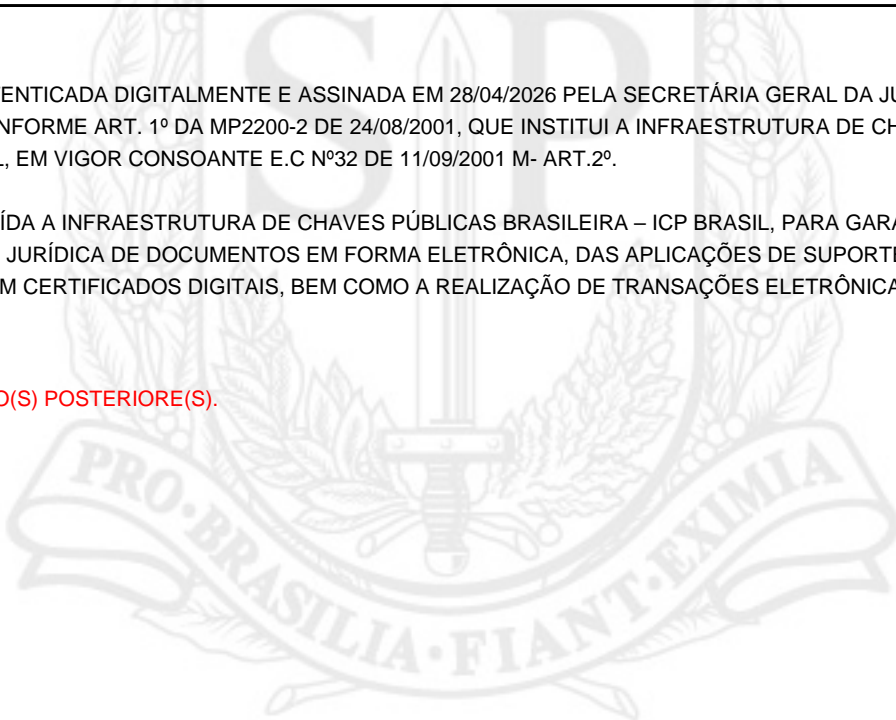 ENTICADA DIGITALMENTE E ASSINADA EM 28/04/2026 PELA SECRETÁRIA GERAL DA JU
NFORME ART. 1º DA MP2200-2 DE 24/08/2001, QUE INSTITUI A INFRAESTRUTURA DE CH
L, EM VIGOR CONSOANTE E.C Nº32 DE 11/09/2001 M- ART.2º.
ÍDA A INFRAESTRUTURA DE CHAVES PÚBLICAS BRASILEIRA – ICP BRASIL, PARA GARA
JURÍDICA DE DOCUMENTOS EM FORMA ELETRÔNICA, DAS APLICAÇÕES DE SUPORTE
M CERTIFICADOS DIGITAIS, BEM COMO A REALIZAÇÃO DE TRANSAÇÕES ELETRÔNICA
O(S) POSTERIORE(S).
SP
PRO·BRASILIA·FIANT·EXIMIA